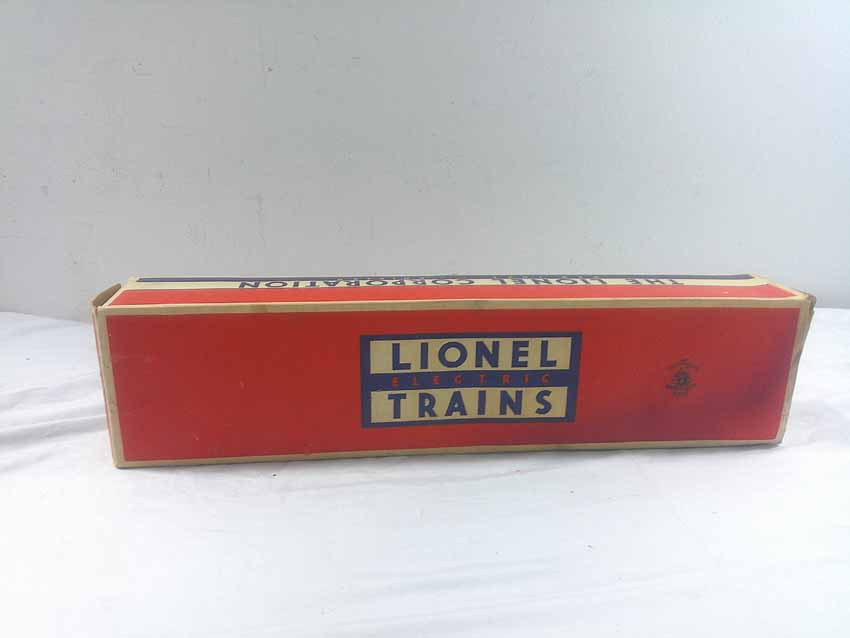 THE LIONEL CORPORATION
LIONEL
ELECTRIC
TRAINS